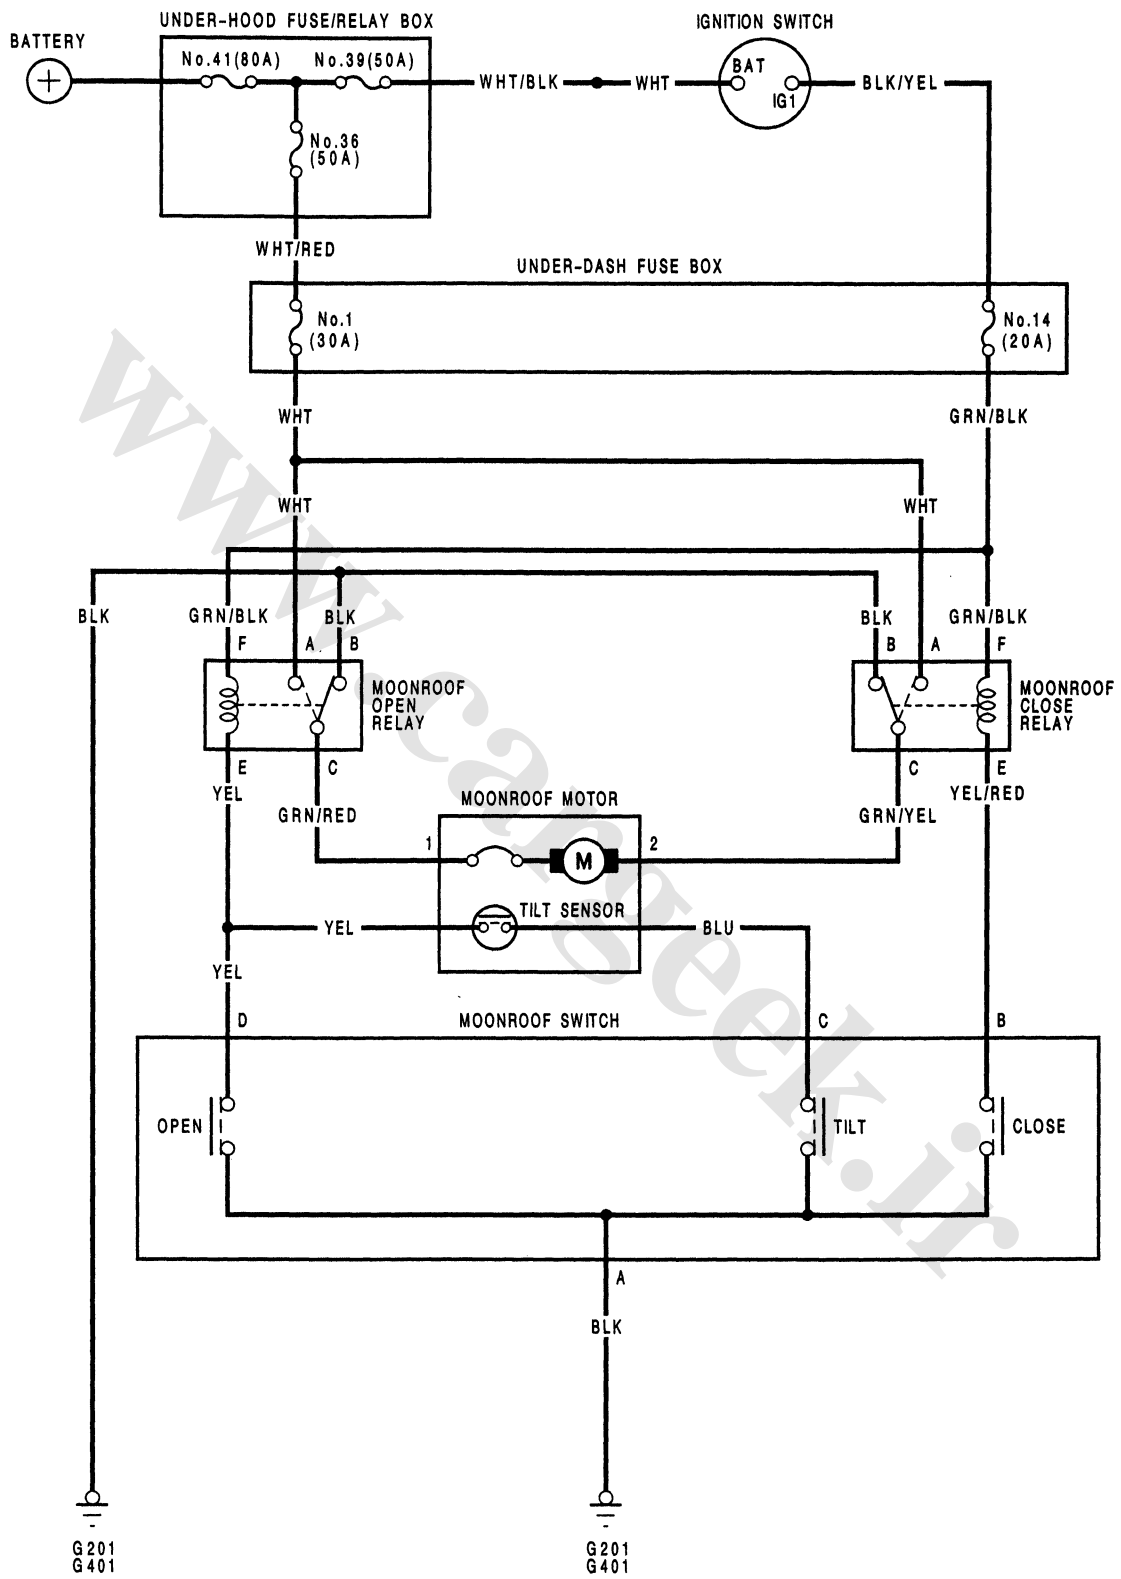 UNDER-HOOD FUSE/RELAY BOX
IGNITION SWITCH
BATTERY
No.41(80A)
No.39(50A)
WHT/BLK
WHT
BAT
IG1
BLK/YEL
No.36
(50A)
WHT/RED
UNDER-DASH FUSE BOX
No.1
(30A)
No.14
(20A)
WHT
GRN/BLK
WHT
WHT
BLK
GRN/BLK
BLK
BLK
GRN/BLK
F
A
B
B
A
F
MOONROOF
OPEN
RELAY
MOONROOF
CLOSE
RELAY
E
C
C
E
YEL
YEL/RED
GRN/RED
MOONROOF MOTOR
GRN/YEL
1
M
2
TILT SENSOR
YEL
BLU
YEL
D
MOONROOF SWITCH
C
B
OPEN
TILT
CLOSE
A
BLK
G201
G401
G201
G401
www.cargeek.ir